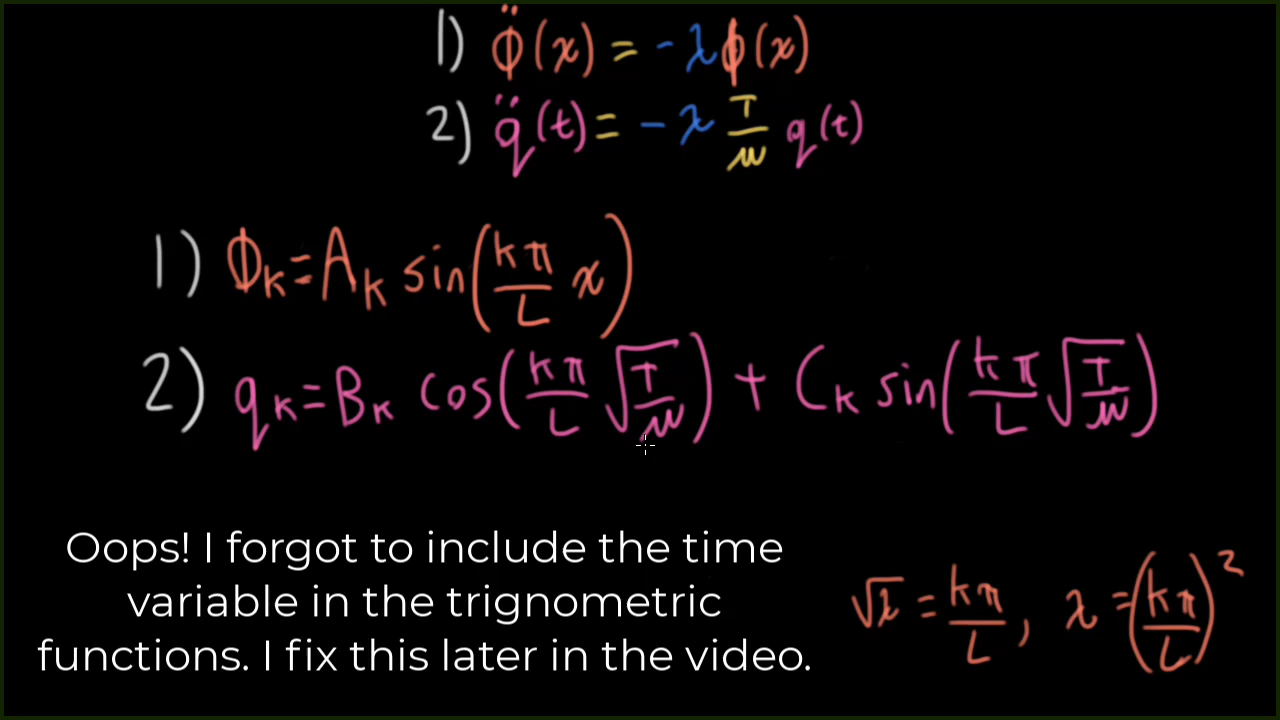 1) φ̈(x) = -λφ(x)
2) q̈(t) = -λ T/μ q(t)
1) φₖ = Aₖ sin(kπ/L x)
2) qₖ = Bₖ cos(kπ/L √(T/μ)) + Cₖ sin(kπ/L √(T/μ))
Oops! I forgot to include the time
variable in the trignometric
functions. I fix this later in the video.
√λ = kπ/L, λ = (kπ/L)²